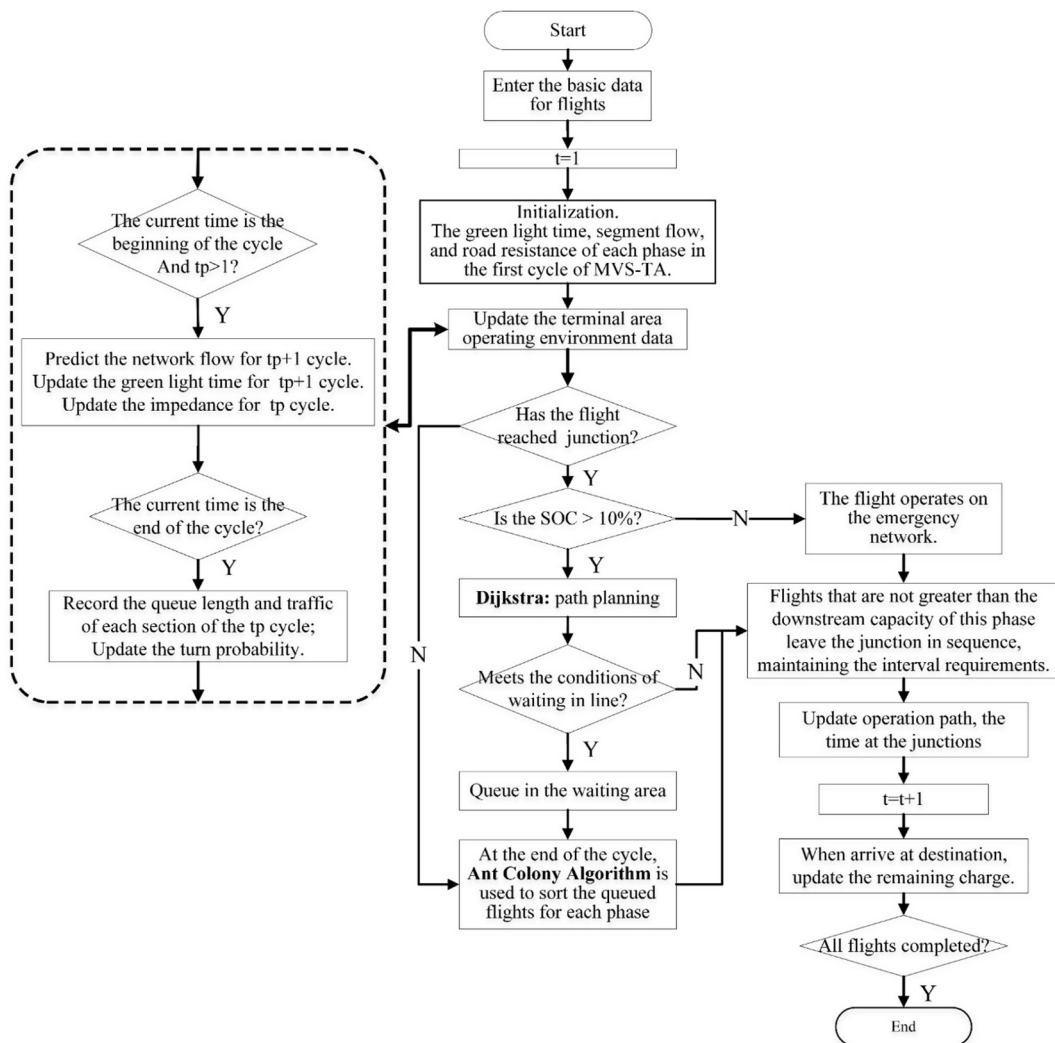 Start
Enter the basic data
for flights
t=1
Initialization.
The green light time, segment flow,
and road resistance of each phase in
the first cycle of MVS-TA.
Update the terminal area
operating environment data
The current time is the
beginning of the cycle
And tp>1?
Y
Predict the network flow for tp+1 cycle.
Update the green light time for tp+1 cycle.
Update the impedance for tp cycle.
The current time is the
end of the cycle?
Y
Record the queue length and traffic
of each section of the tp cycle;
Update the turn probability.
Has the flight
reached junction?
Y
N
Is the SOC > 10%?
N
Y
Dijkstra: path planning
Meets the conditions of
waiting in line?
N
Y
Queue in the waiting area
At the end of the cycle,
Ant Colony Algorithm is
used to sort the queued
flights for each phase
The flight operates on
the emergency
network.
Flights that are not greater than the
downstream capacity of this phase
leave the junction in sequence,
maintaining the interval requirements.
Update operation path, the
time at the junctions
t=t+1
When arrive at destination,
update the remaining charge.
All flights completed?
Y
End